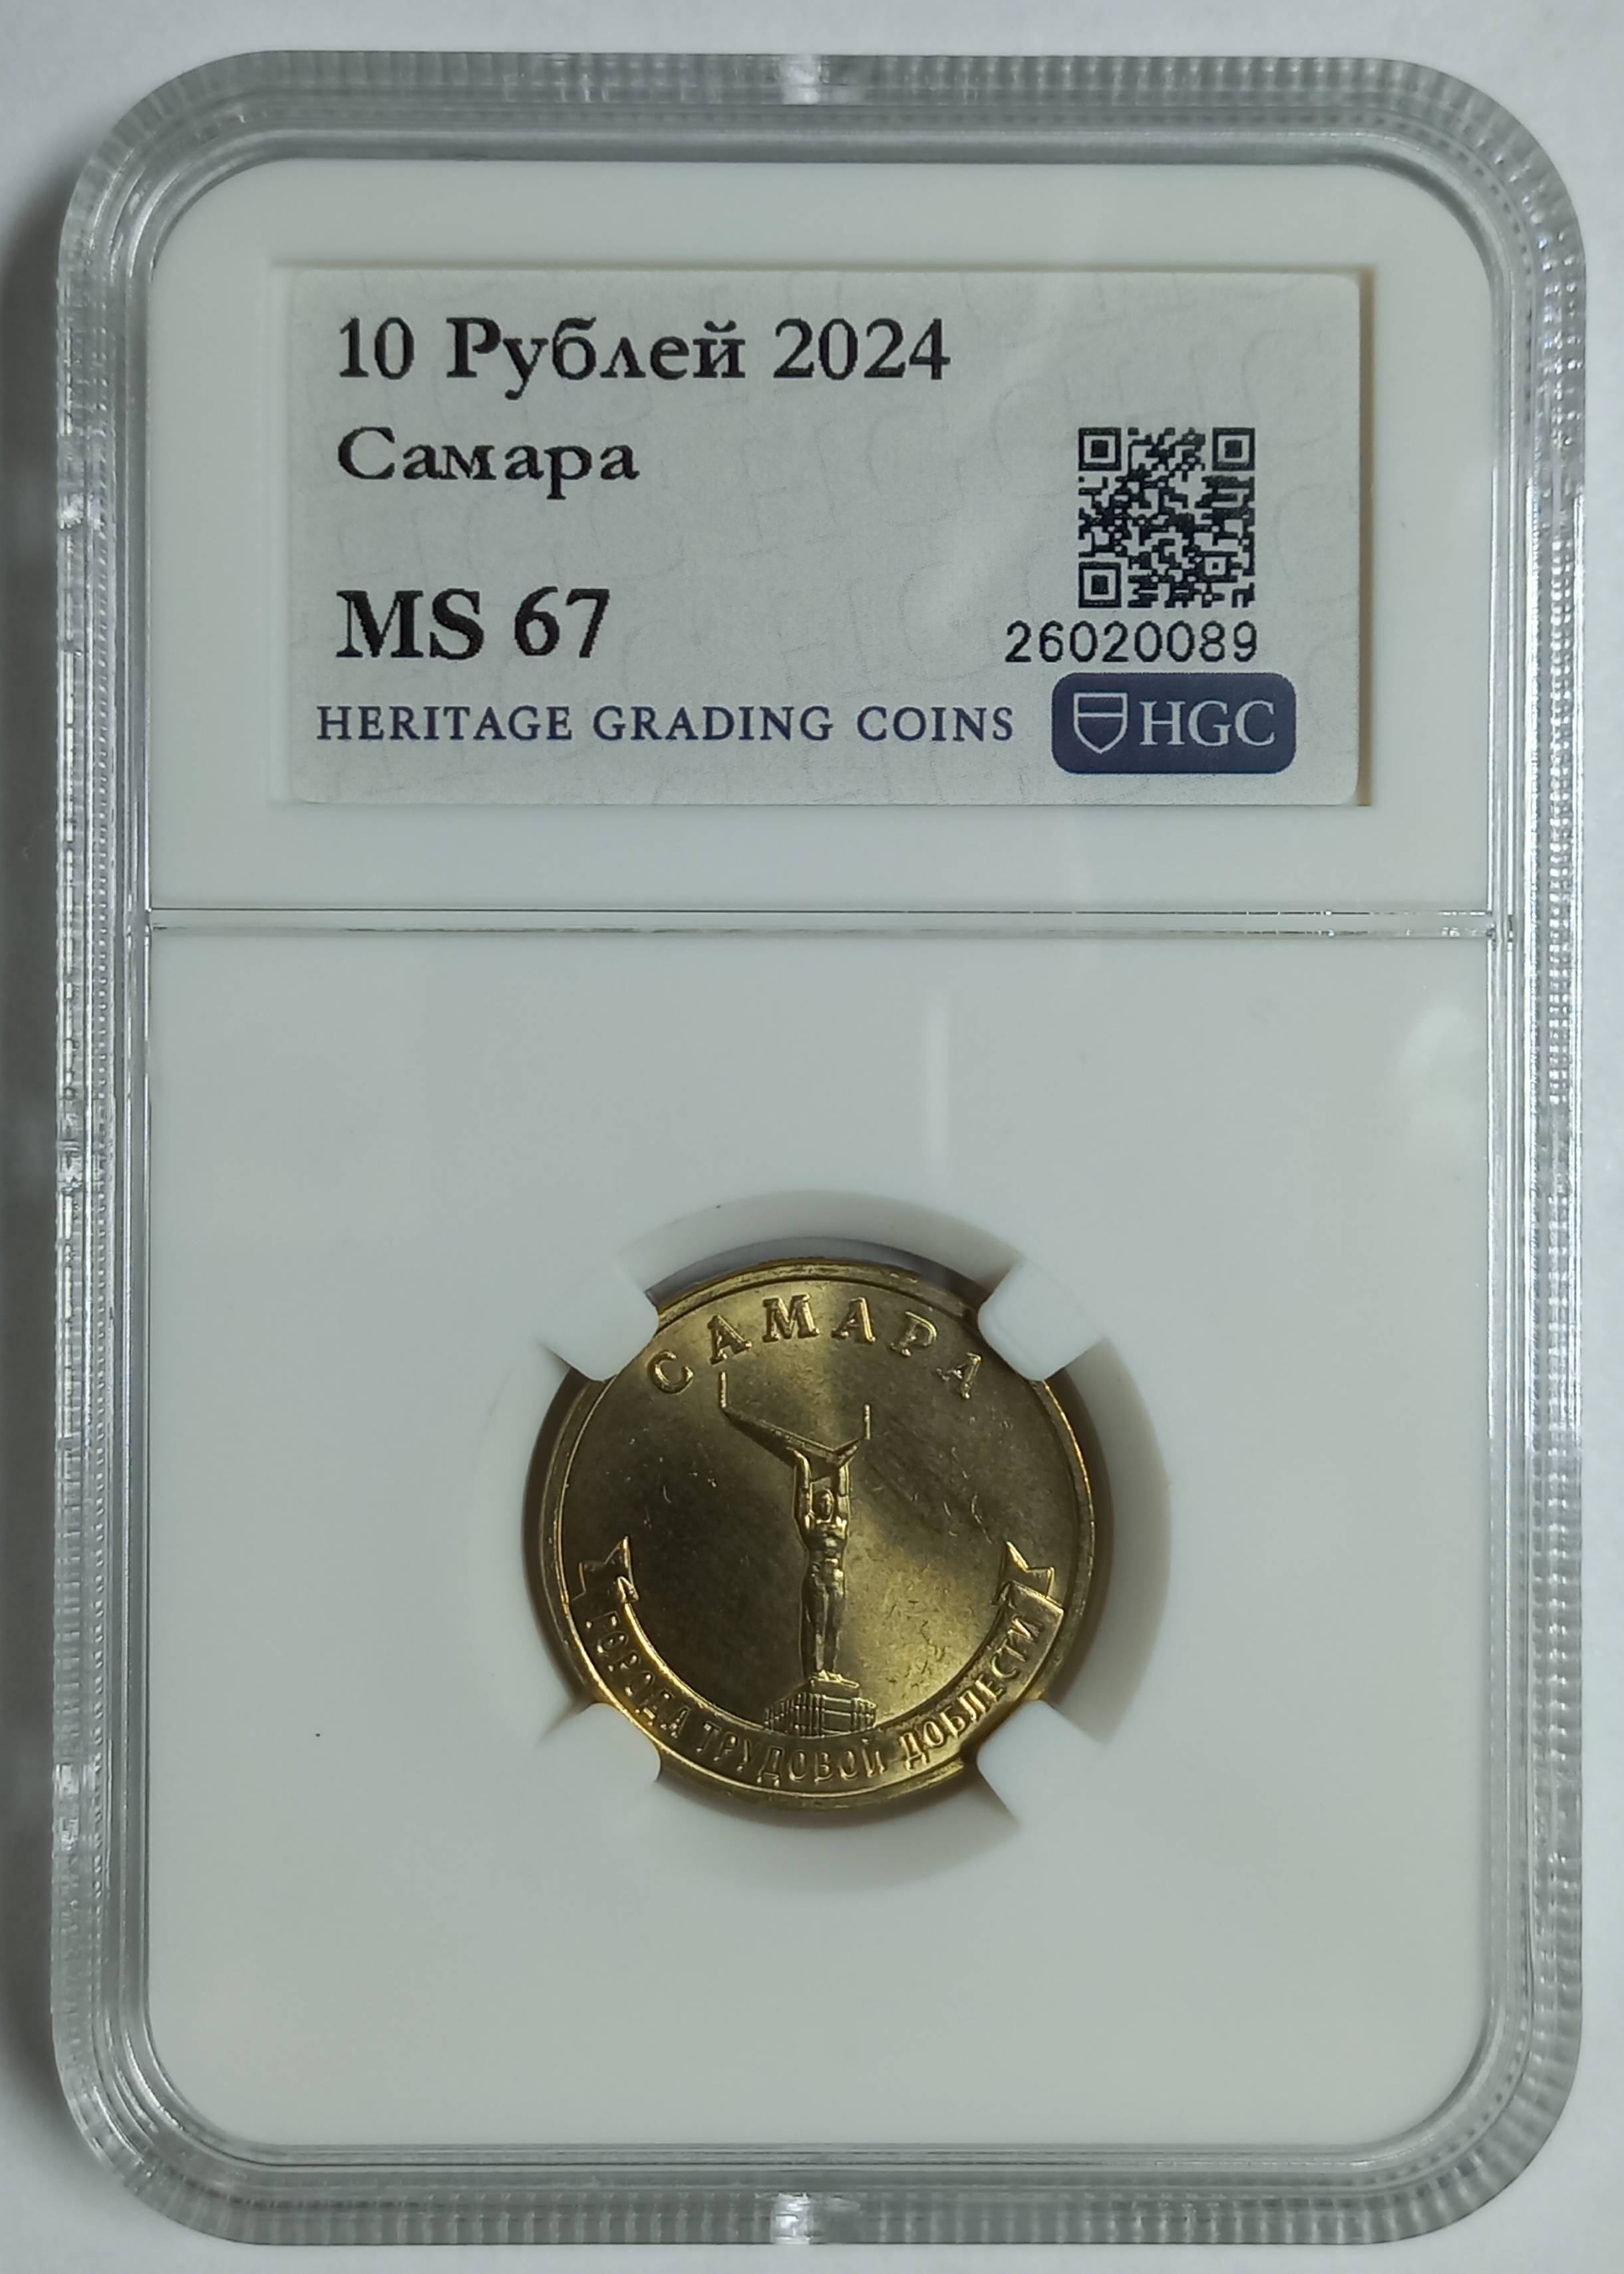 10 Рублей 2024
Самара
MS 67
26020089
HERITAGE GRADING COINS
HGC
САМАРА
ГОРОДА ТРУДОВОЙ ДОБЛЕСТИ